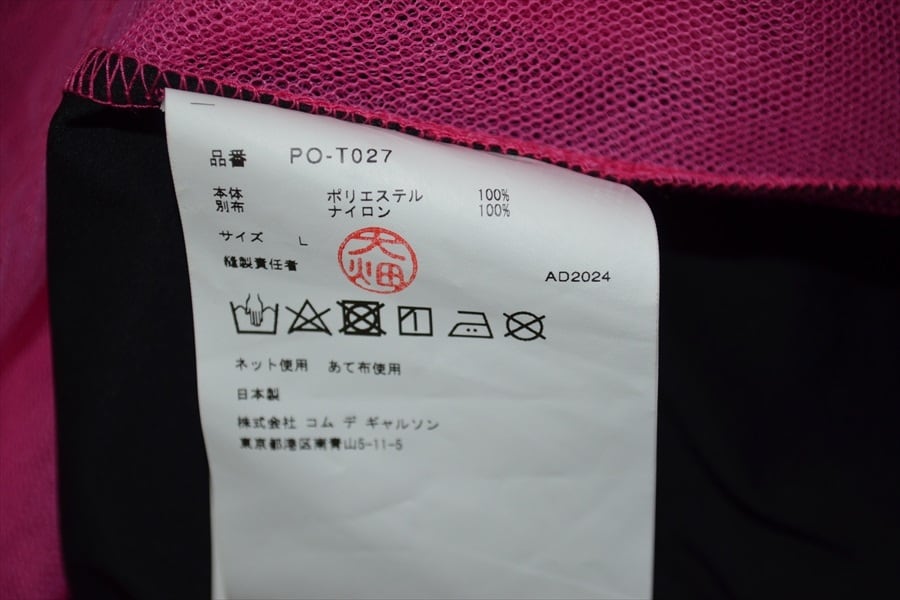 品番 PO-T027
本体 ポリエステル 100%
別布 ナイロン 100%
サイズ L
縫製責任者 大畑
AD2024
ネット使用 あて布使用
日本製
株式会社 コム デ ギャルソン
東京都港区南青山5-11-5